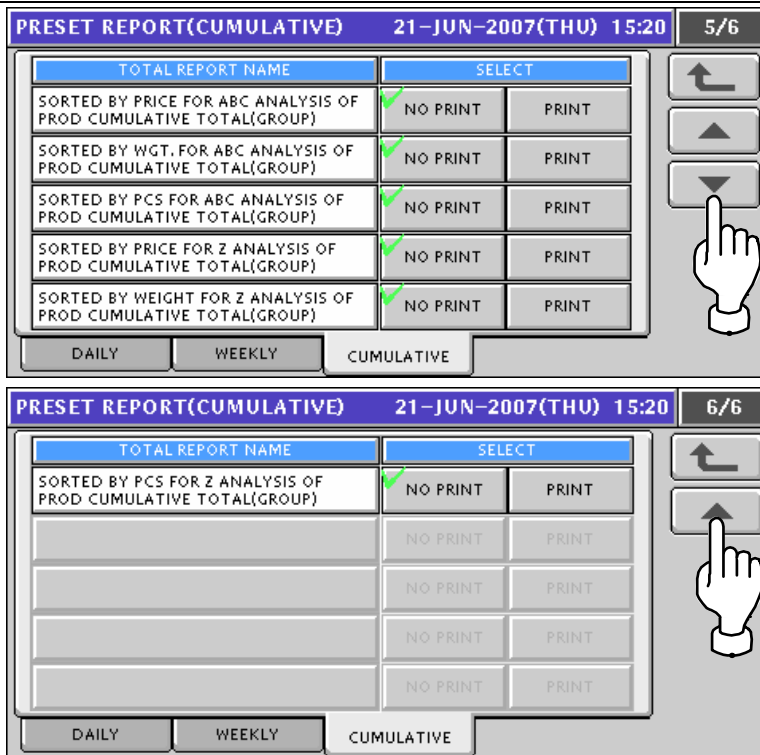 PRESET REPORT(CUMULATIVE) 21-JUN-2007(THU) 15:20 5/6
TOTAL REPORT NAME SELECT
SORTED BY PRICE FOR ABC ANALYSIS OF
PROD CUMULATIVE TOTAL(GROUP)
NO PRINT PRINT
SORTED BY WGT. FOR ABC ANALYSIS OF
PROD CUMULATIVE TOTAL(GROUP)
NO PRINT PRINT
SORTED BY PCS FOR ABC ANALYSIS OF
PROD CUMULATIVE TOTAL(GROUP)
NO PRINT PRINT
SORTED BY PRICE FOR Z ANALYSIS OF
PROD CUMULATIVE TOTAL(GROUP)
NO PRINT PRINT
SORTED BY WEIGHT FOR Z ANALYSIS OF
PROD CUMULATIVE TOTAL(GROUP)
NO PRINT PRINT
DAILY WEEKLY CUMULATIVE
PRESET REPORT(CUMULATIVE) 21-JUN-2007(THU) 15:20 6/6
TOTAL REPORT NAME SELECT
SORTED BY PCS FOR Z ANALYSIS OF
PROD CUMULATIVE TOTAL(GROUP)
NO PRINT PRINT
NO PRINT PRINT
NO PRINT PRINT
NO PRINT PRINT
NO PRINT PRINT
DAILY WEEKLY CUMULATIVE